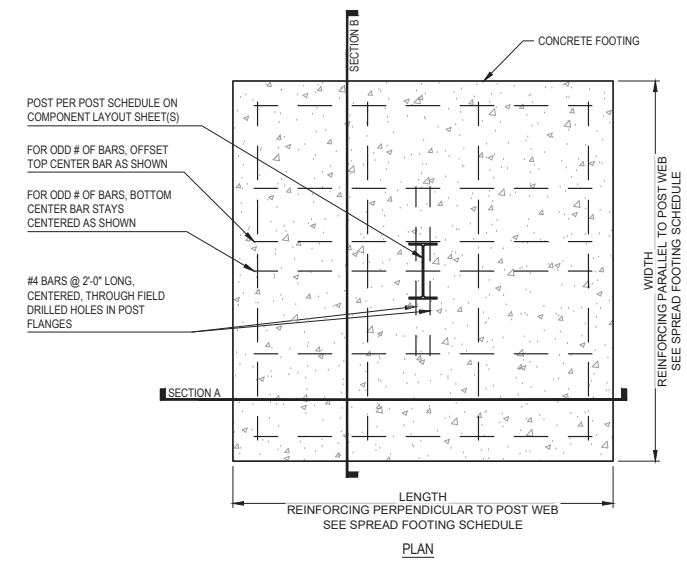 SECTION B
CONCRETE FOOTING
POST PER POST SCHEDULE ON
COMPONENT LAYOUT SHEET(S)
FOR ODD # OF BARS, OFFSET
TOP CENTER BAR AS SHOWN
FOR ODD # OF BARS, BOTTOM
CENTER BAR STAYS
CENTERED AS SHOWN
#4 BARS @ 2'-0" LONG,
CENTERED, THROUGH FIELD
DRILLED HOLES IN POST
FLANGES
WIDTH
REINFORCING PARALLEL TO POST WEB
SEE SPREAD FOOTING SCHEDULE
SECTION A
LENGTH
REINFORCING PERPENDICULAR TO POST WEB
SEE SPREAD FOOTING SCHEDULE
PLAN